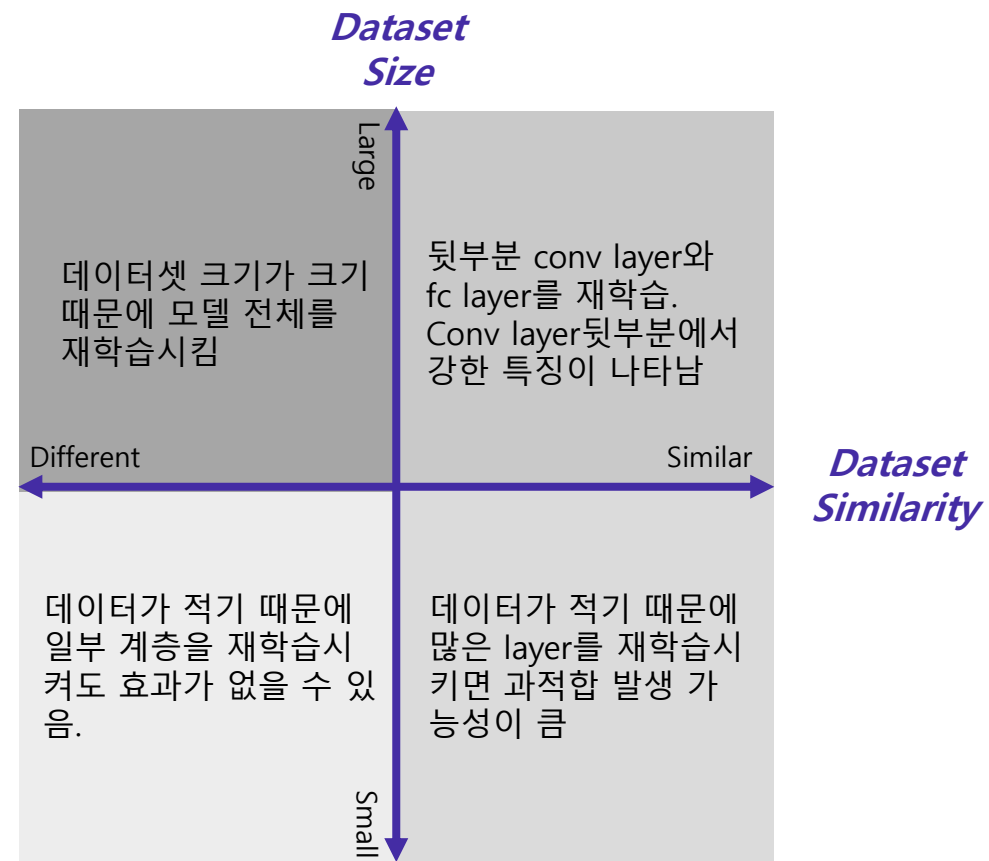 Dataset
Size
Large
데이터셋 크기가 크기
때문에 모델 전체를
재학습시킴
뒷부분 conv layer와
fc layer를 재학습.
Conv layer뒷부분에서
강한 특징이 나타남
Different
Similar
Dataset
Similarity
데이터가 적기 때문에
일부 계층을 재학습시
켜도 효과가 없을 수 있
음.
데이터가 적기 때문에
많은 layer를 재학습시
키면 과적합 발생 가
능성이 큼
Small